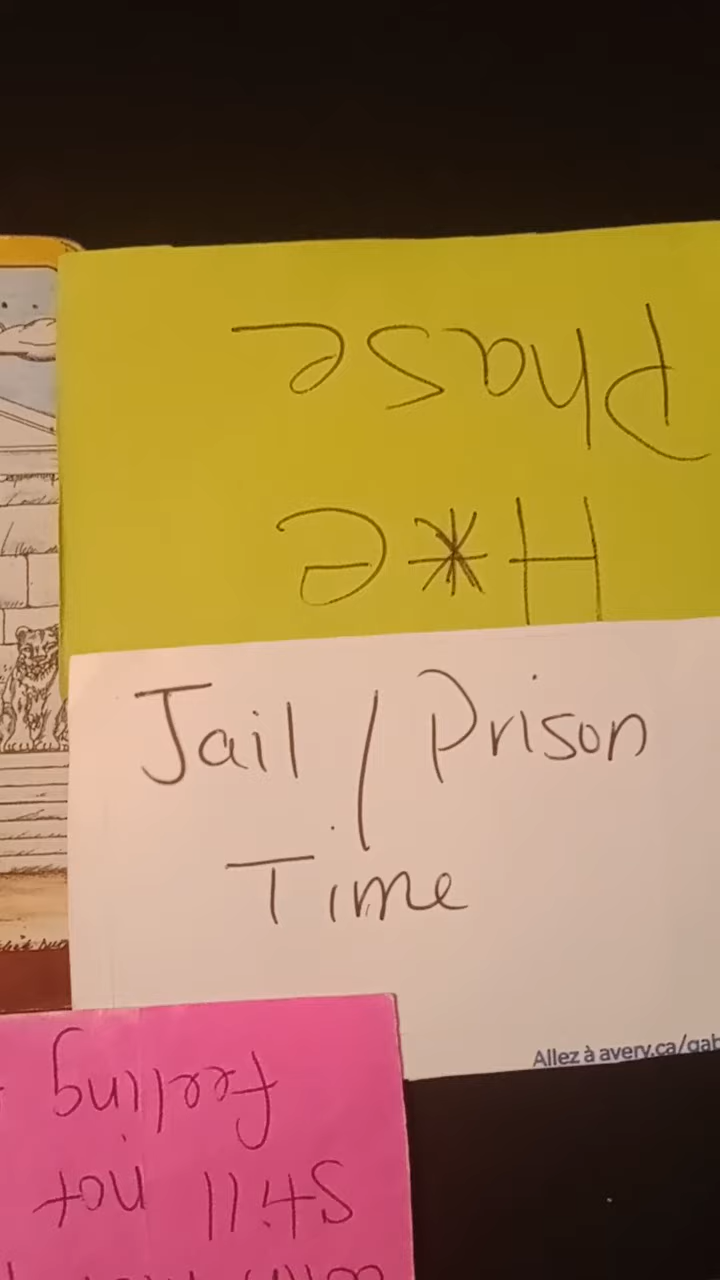 H*e
Phase
Jail / Prison
Time
Allez à avery.ca/gab
Still not
feeling